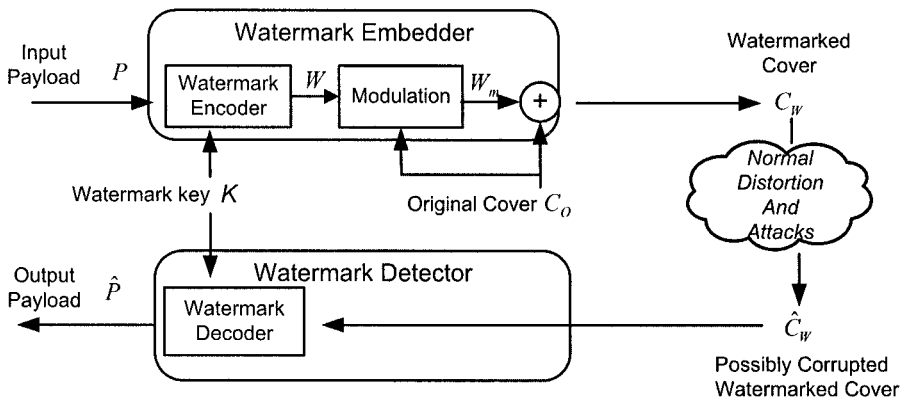 Watermark Embedder
Input
Payload
P
Watermark
Encoder
W
Modulation
W_m
+
Watermarked
Cover
C_W
Normal
Distortion
And
Attacks
Watermark key K
Original Cover C_O
Watermark Detector
Output
Payload
P̂
Watermark
Decoder
Ĉ_W
Possibly Corrupted
Watermarked Cover